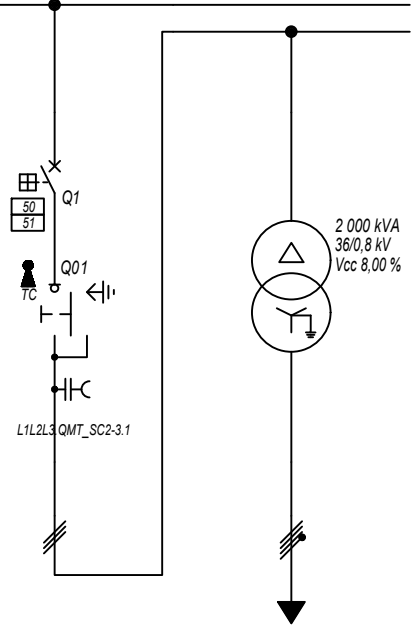 Q1
50
51
Q01
TC
L1L2L3.QMT_SC2-3.1
2 000 kVA
36/0,8 kV
Vcc 8,00 %